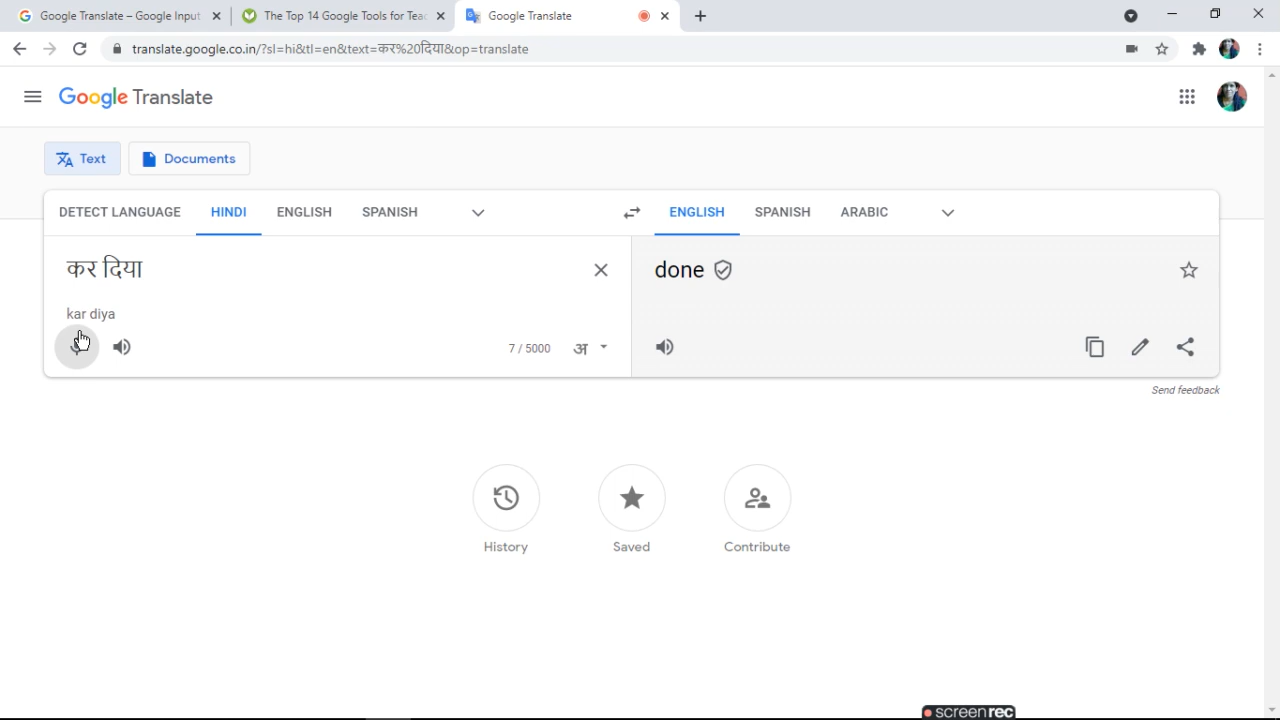 Google Translate – Google Input
The Top 14 Google Tools for Teac
Google Translate
translate.google.co.in/?sl=hi&tl=en&text=कर%20दिया&op=translate
Google Translate
Text
Documents
DETECT LANGUAGE HINDI ENGLISH SPANISH
ENGLISH SPANISH ARABIC
कर दिया
done
kar diya
7 / 5000
अ
Send feedback
History
Saved
Contribute
screenrec